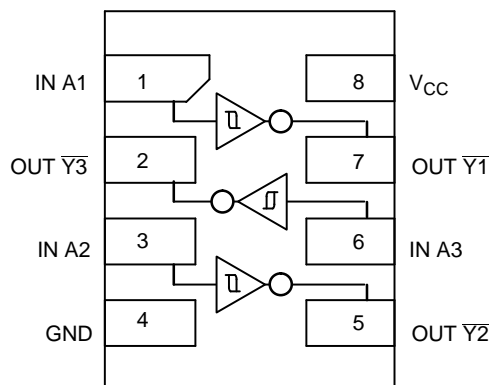 IN A1 1 8 VCC
OUT Y3 2 7 OUT Y1
IN A2 3 6 IN A3
GND 4 5 OUT Y2